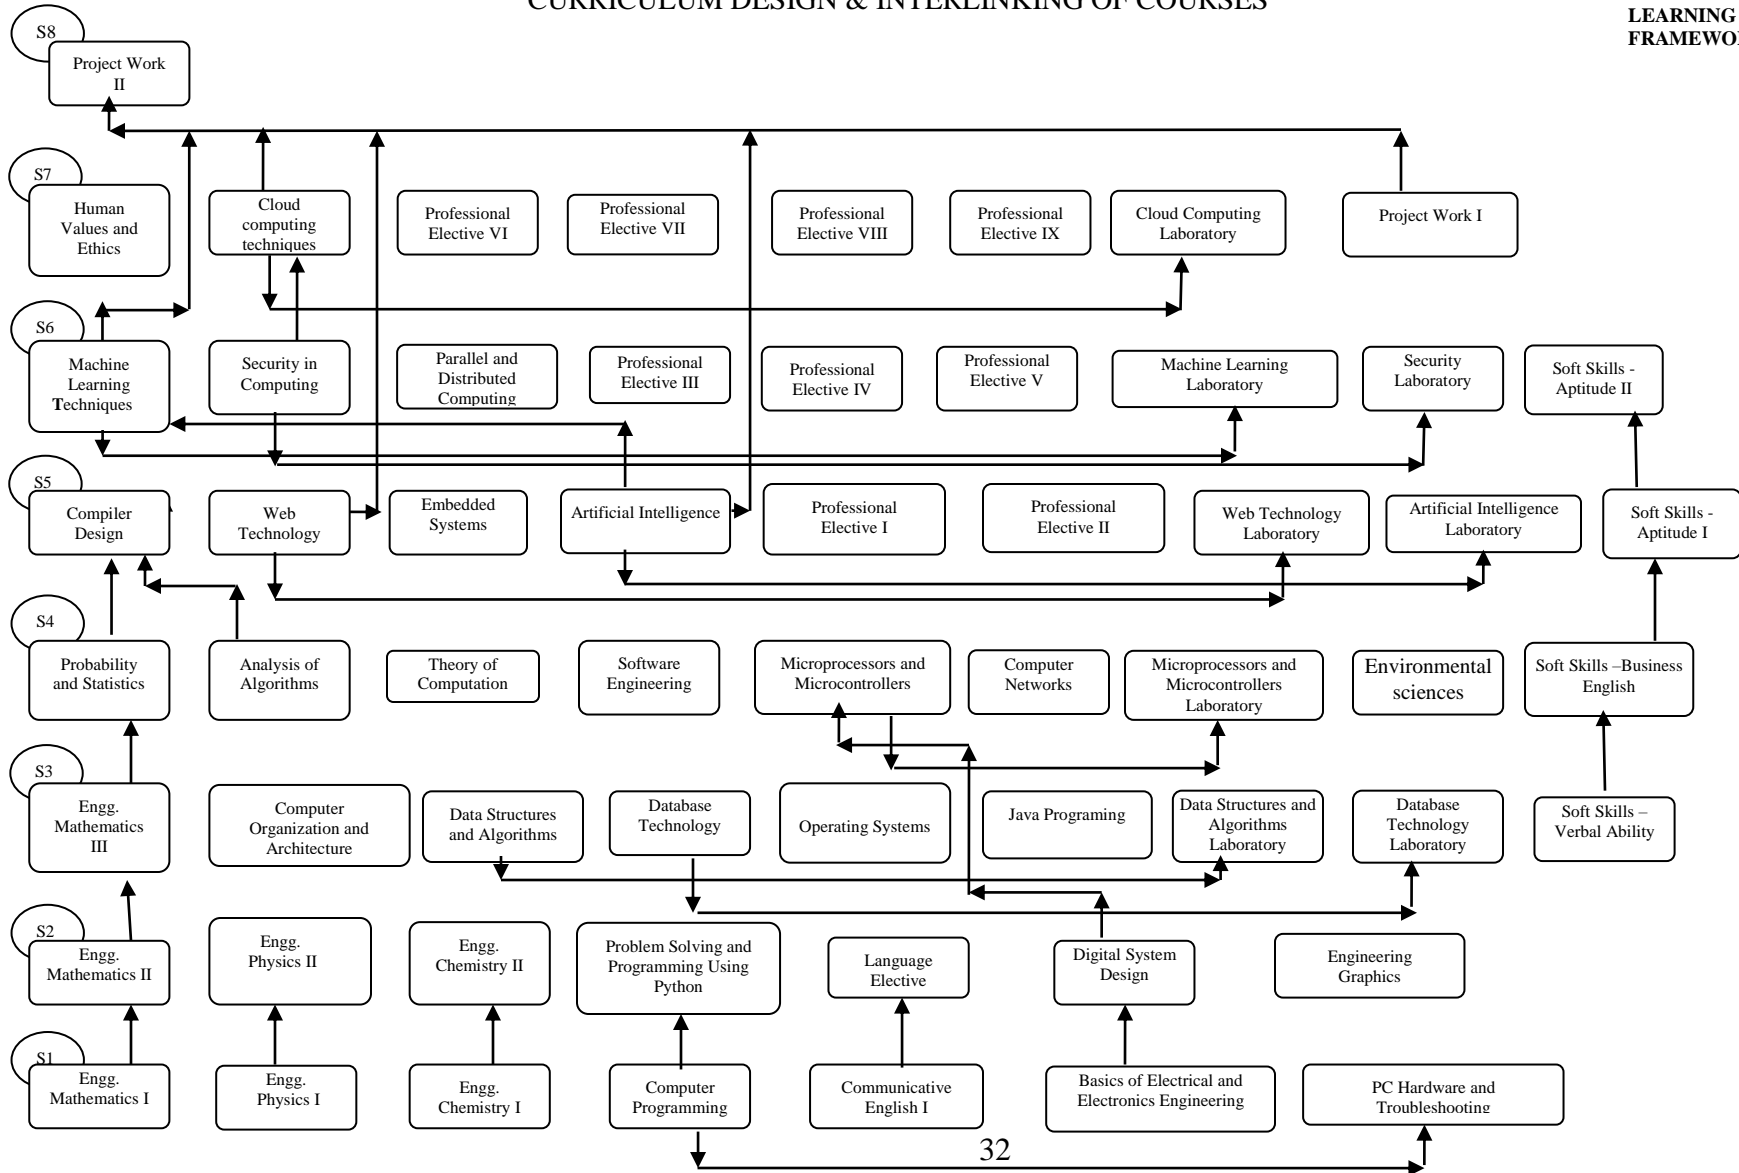 CURRICULUM DESIGN & INTERLINKING OF COURSES
LEARNING
S8
Project Work
II
S7
Human
Values and
Ethics
Cloud
computing
techniques
Professional
Elective VI
Professional
Elective VII
Professional
Elective VIII
Professional
Elective IX
Cloud Computing
Laboratory
Project Work I
S6
Machine
Learning
Techniques
Security in
Computing
Parallel and
Distributed
Computing
Professional
Elective III
Professional
Elective IV
Professional
Elective V
Machine Learning
Laboratory
Security
Laboratory
Soft Skills -
Aptitude II
S5
Compiler
Design
Web
Technology
Embedded
Systems
Artificial Intelligence
Professional
Elective I
Professional
Elective II
Web Technology
Laboratory
Artificial Intelligence
Laboratory
Soft Skills -
Aptitude I
S4
Probability
and Statistics
Analysis of
Algorithms
Theory of
Computation
Software
Engineering
Microprocessors and
Microcontrollers
Computer
Networks
Microprocessors and
Microcontrollers
Laboratory
Environmental
sciences
Soft Skills –Business
English
S3
Engg.
Mathematics
III
Computer
Organization and
Architecture
Data Structures
and Algorithms
Database
Technology
Operating Systems
Java Programing
Data Structures and
Algorithms
Laboratory
Database
Technology
Laboratory
Soft Skills –
Verbal Ability
S2
Engg.
Mathematics II
Engg.
Physics II
Engg.
Chemistry II
Problem Solving and
Programming Using
Python
Language
Elective
Digital System
Design
Engineering
Graphics
S1
Engg.
Mathematics I
Engg.
Physics I
Engg.
Chemistry I
Computer
Programming
Communicative
English I
Basics of Electrical and
Electronics Engineering
PC Hardware and
Troubleshooting
32